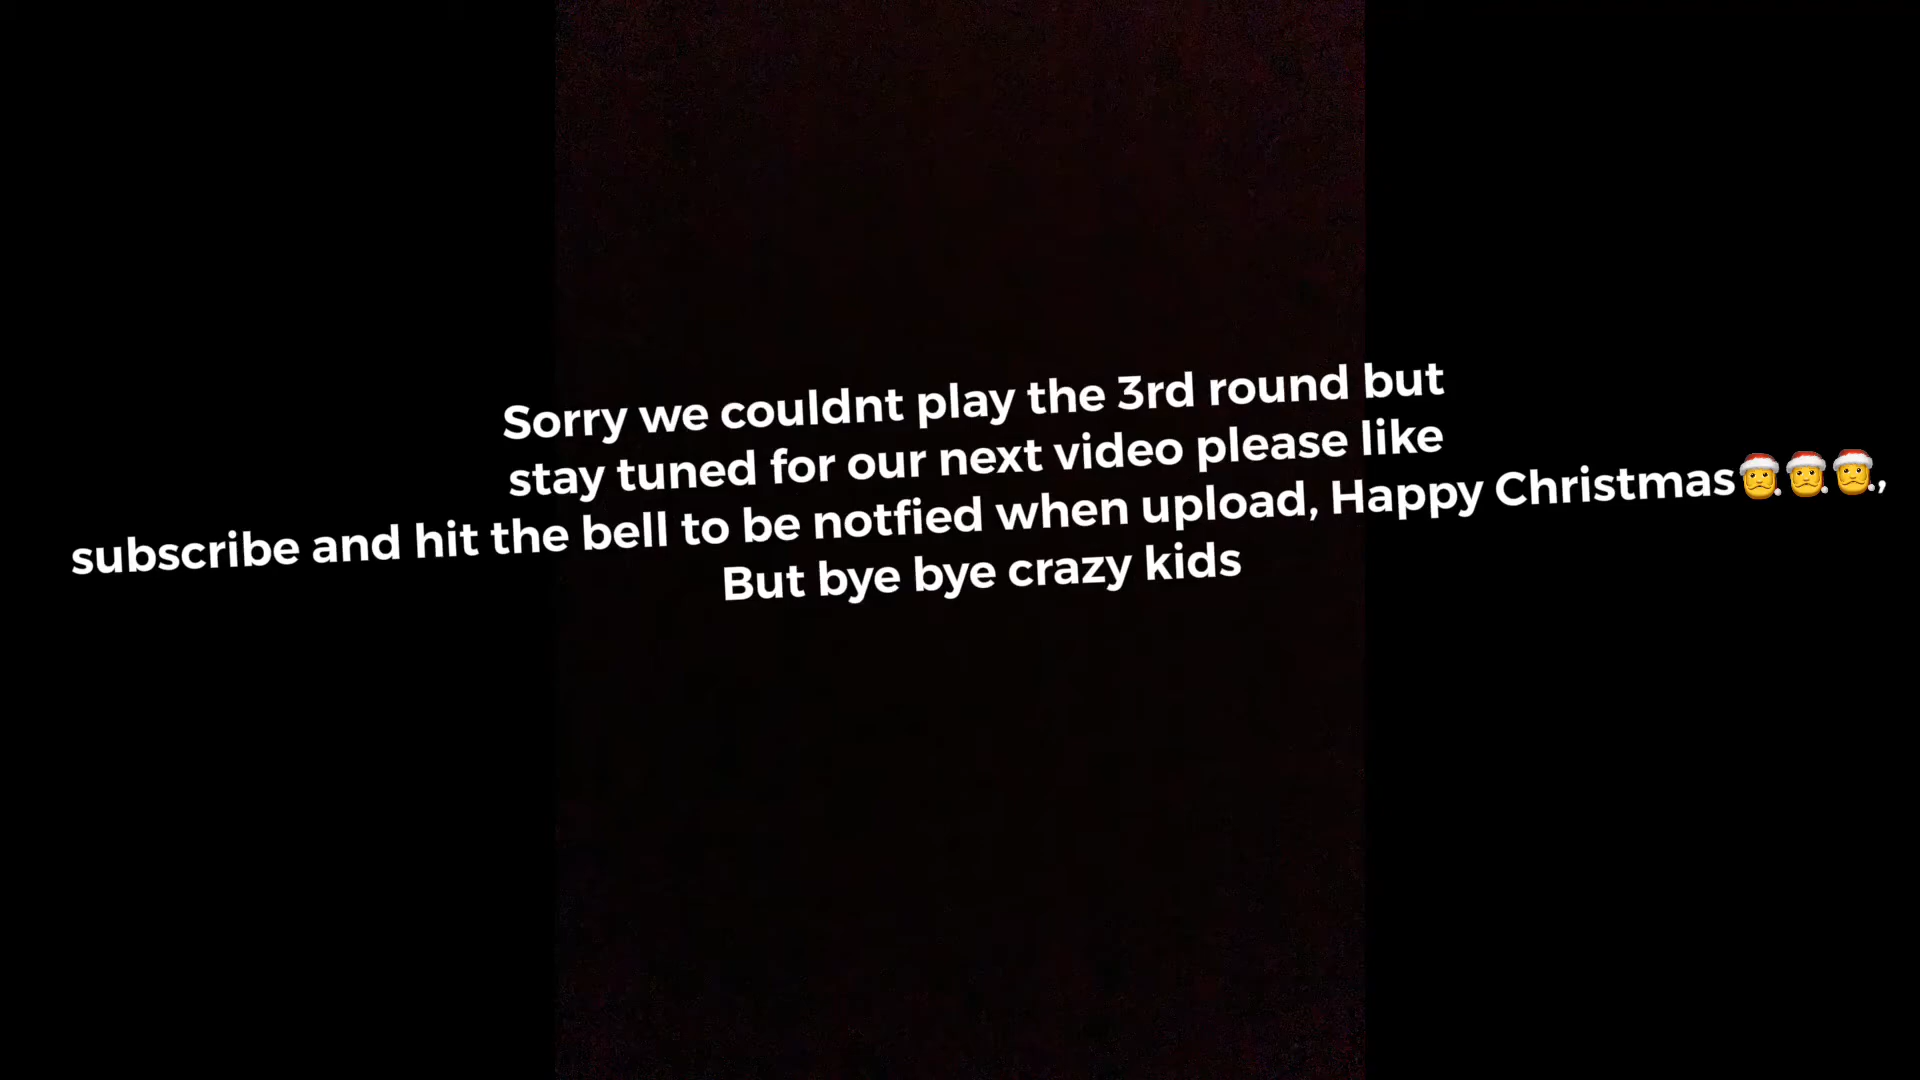 Sorry we couldnt play the 3rd round but
stay tuned for our next video please like
subscribe and hit the bell to be notfied when upload, Happy Christmas🎅🎅🎅,
But bye bye crazy kids